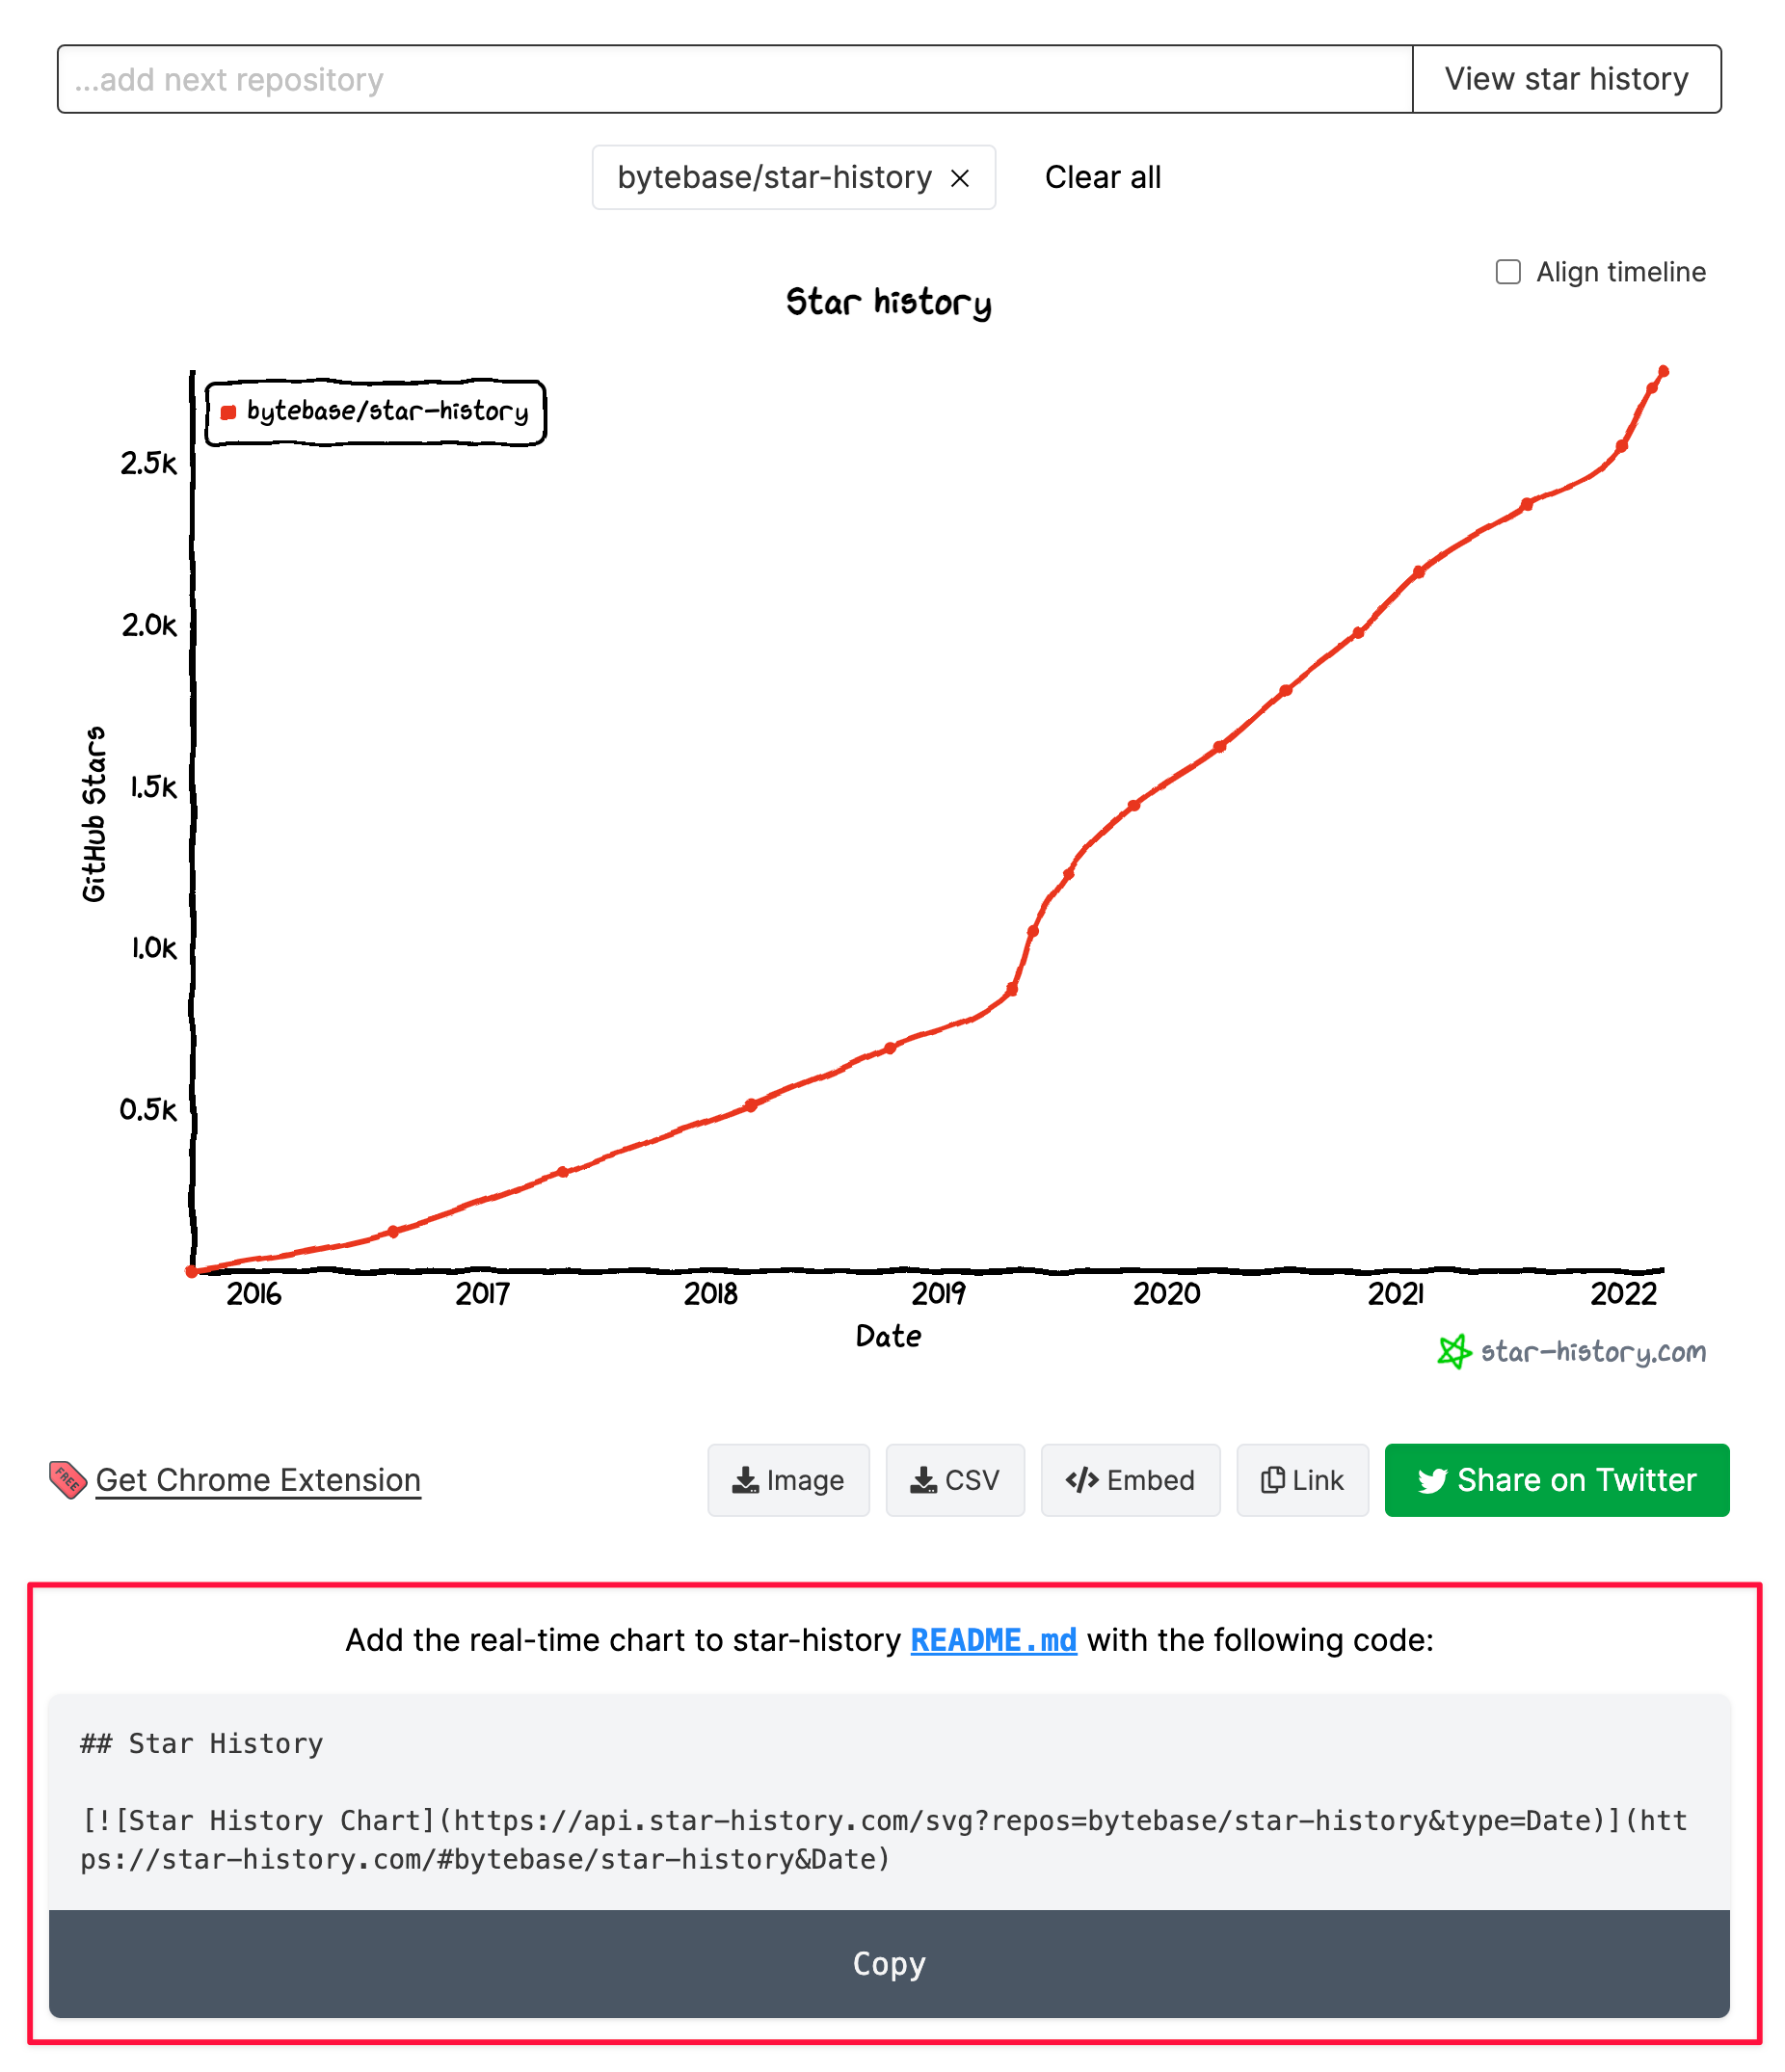 ...add next repository
View star history
bytebase/star-history ×
Clear all
Align timeline
Star history
bytebase/star-history
2.5k
2.0k
1.5k
1.0k
0.5k
GitHub Stars
2016 2017 2018 2019 2020 2021 2022
Date
star-history.com
FREE
Get Chrome Extension
Image
CSV
</> Embed
Link
Share on Twitter
Add the real-time chart to star-history README.md with the following code:
## Star History
[![Star History Chart](https://api.star-history.com/svg?repos=bytebase/star-history&type=Date)](htt
ps://star-history.com/#bytebase/star-history&Date)
Copy